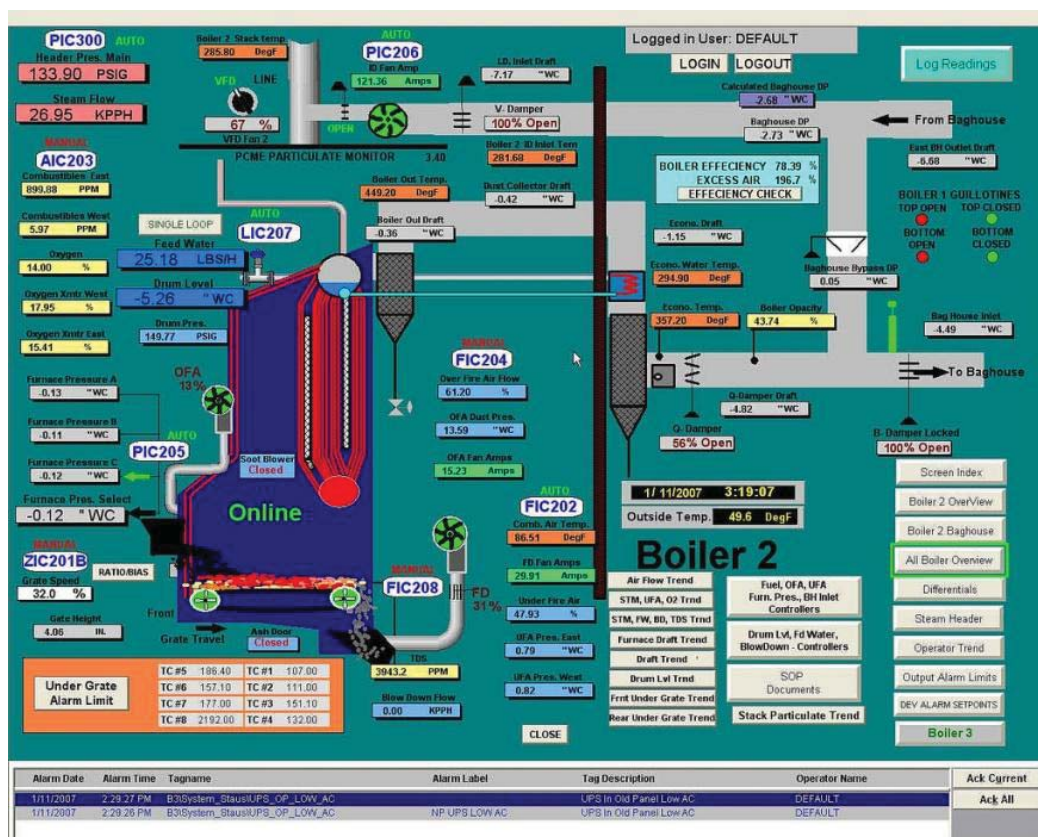 PIC300 AUTO
Header Pres. Main
133.90 PSIG
Steam Flow
26.95 KPPH
MANUAL
AIC203
Combustibles East
899.88 PPM
Combustibles West
5.97 PPM
Oxygen
14.00 %
Oxygen Xmtr West
17.95 %
Oxygen Xmtr East
15.41 %
Boiler 2 Stack temp.
285.80 DegF
VFD LINE
67 %
VFD Fan 2
AUTO
PIC206
ID Fan Amp
121.36 Amps
OPEN
I.D. Inlet Draft
-7.17 "WC
V- Damper
100% Open
Boiler 2 ID Inlet Tem
281.68 DegF
PCME PARTICULATE MONITOR 3.40
Logged in User: DEFAULT
LOGIN LOGOUT
Log Readings
Calculated Baghouse DP
-2.68 "WC
Baghouse DP
-2.73 "WC
From Baghouse
East BH Outlet Draft
-6.68 "WC
BOILER EFFECIENCY 78.39 %
EXCESS AIR 196.7 %
EFFECIENCY CHECK
BOILER 1 GUILLOTINES
TOP OPEN TOP CLOSED
BOTTOM OPEN
BOTTOM CLOSED
Boiler Out Temp.
449.20 DegF
Dust Collector Draft
-0.42 "WC
Boiler Out Draft
-0.36 "WC
SINGLE LOOP
AUTO
LIC207
Feed Water
25.18 LBS/H
Drum Level
-5.26 "WC
Drum Pres.
149.77 PSIG
Econo. Draft
-1.15 "WC
Econo. Water Temp.
294.90 DegF
Econo. Temp.
357.20 DegF
Boiler Opacity
43.74 %
Baghouse Bypass DP
0.05 "WC
Bag House Inlet
-4.49 "WC
To Baghouse
Q-Damper Draft
-4.82 "WC
Q- Damper
56% Open
B- Damper Locked
100% Open
OFA
13%
Furnace Pressure A
-0.13 "WC
Furnace Pressure B
-0.11 "WC
Furnace Pressure C
-0.12 "WC
AUTO
PIC205
Furnace Pres. Select
-0.12 "WC
MANUAL
ZIC201B
RATIO/BIAS
Grate Speed
32.0 %
Gate Height
4.06 IN.
Front
Grate Travel
Soot Blower
Closed
Online
Ash Door
Closed
MANUAL
FIC204
Over Fire Air Flow
61.20 %
OFA Duct Pres.
13.59 "WC
OFA Fan Amps
15.23 Amps
AUTO
FIC202
Comb. Air Temp.
86.51 DegF
FD Fan Amps
29.91 Amps
Under Fire Air
47.93 %
UFA Pres. East
0.79 "WC
UFA Pres. West
0.82 "WC
MANUAL
FIC208
FD
31%
TDS
3943.2 PPM
Blow Down Flow
0.00 KPPH
Under Grate
Alarm Limit
TC #5 186.40 TC #1 107.00
TC #6 157.10 TC #2 111.00
TC #7 177.00 TC #3 151.10
TC #8 2192.00 TC #4 132.00
CLOSE
1/ 11/2007 3:19:07
Outside Temp. 49.6 DegF
Boiler 2
Air Flow Trend
STM, UFA, O2 Trnd
STM, FW, BD, TDS Trnd
Furnace Draft Trend
Draft Trend
Drum Lvl Trnd
Frnt Under Grate Trend
Rear Under Grate Trend
Fuel, OFA, UFA
Furn. Pres., BH Inlet
Controllers
Drum Lvl, Fd Water,
BlowDown - Controllers
SOP
Documents
Stack Particulate Trend
Screen Index
Boiler 2 OverView
Boiler 2 Baghouse
All Boiler Overview
Differentials
Steam Header
Operator Trend
Output Alarm Limits
DEV ALARM SETPOINTS
Boiler 3
Alarm Date Alarm Time Tagname Alarm Label Tag Description Operator Name
1/11/2007 2:29:27 PM B3\System_Staus\UPS_OP_LOW_AC UPS In Old Panel Low AC DEFAULT
1/11/2007 2:29:26 PM B3\System_Staus\UPS_OP_LOW_AC NP UPS LOW AC UPS In Old Panel Low AC DEFAULT
Ack Current
Ack All